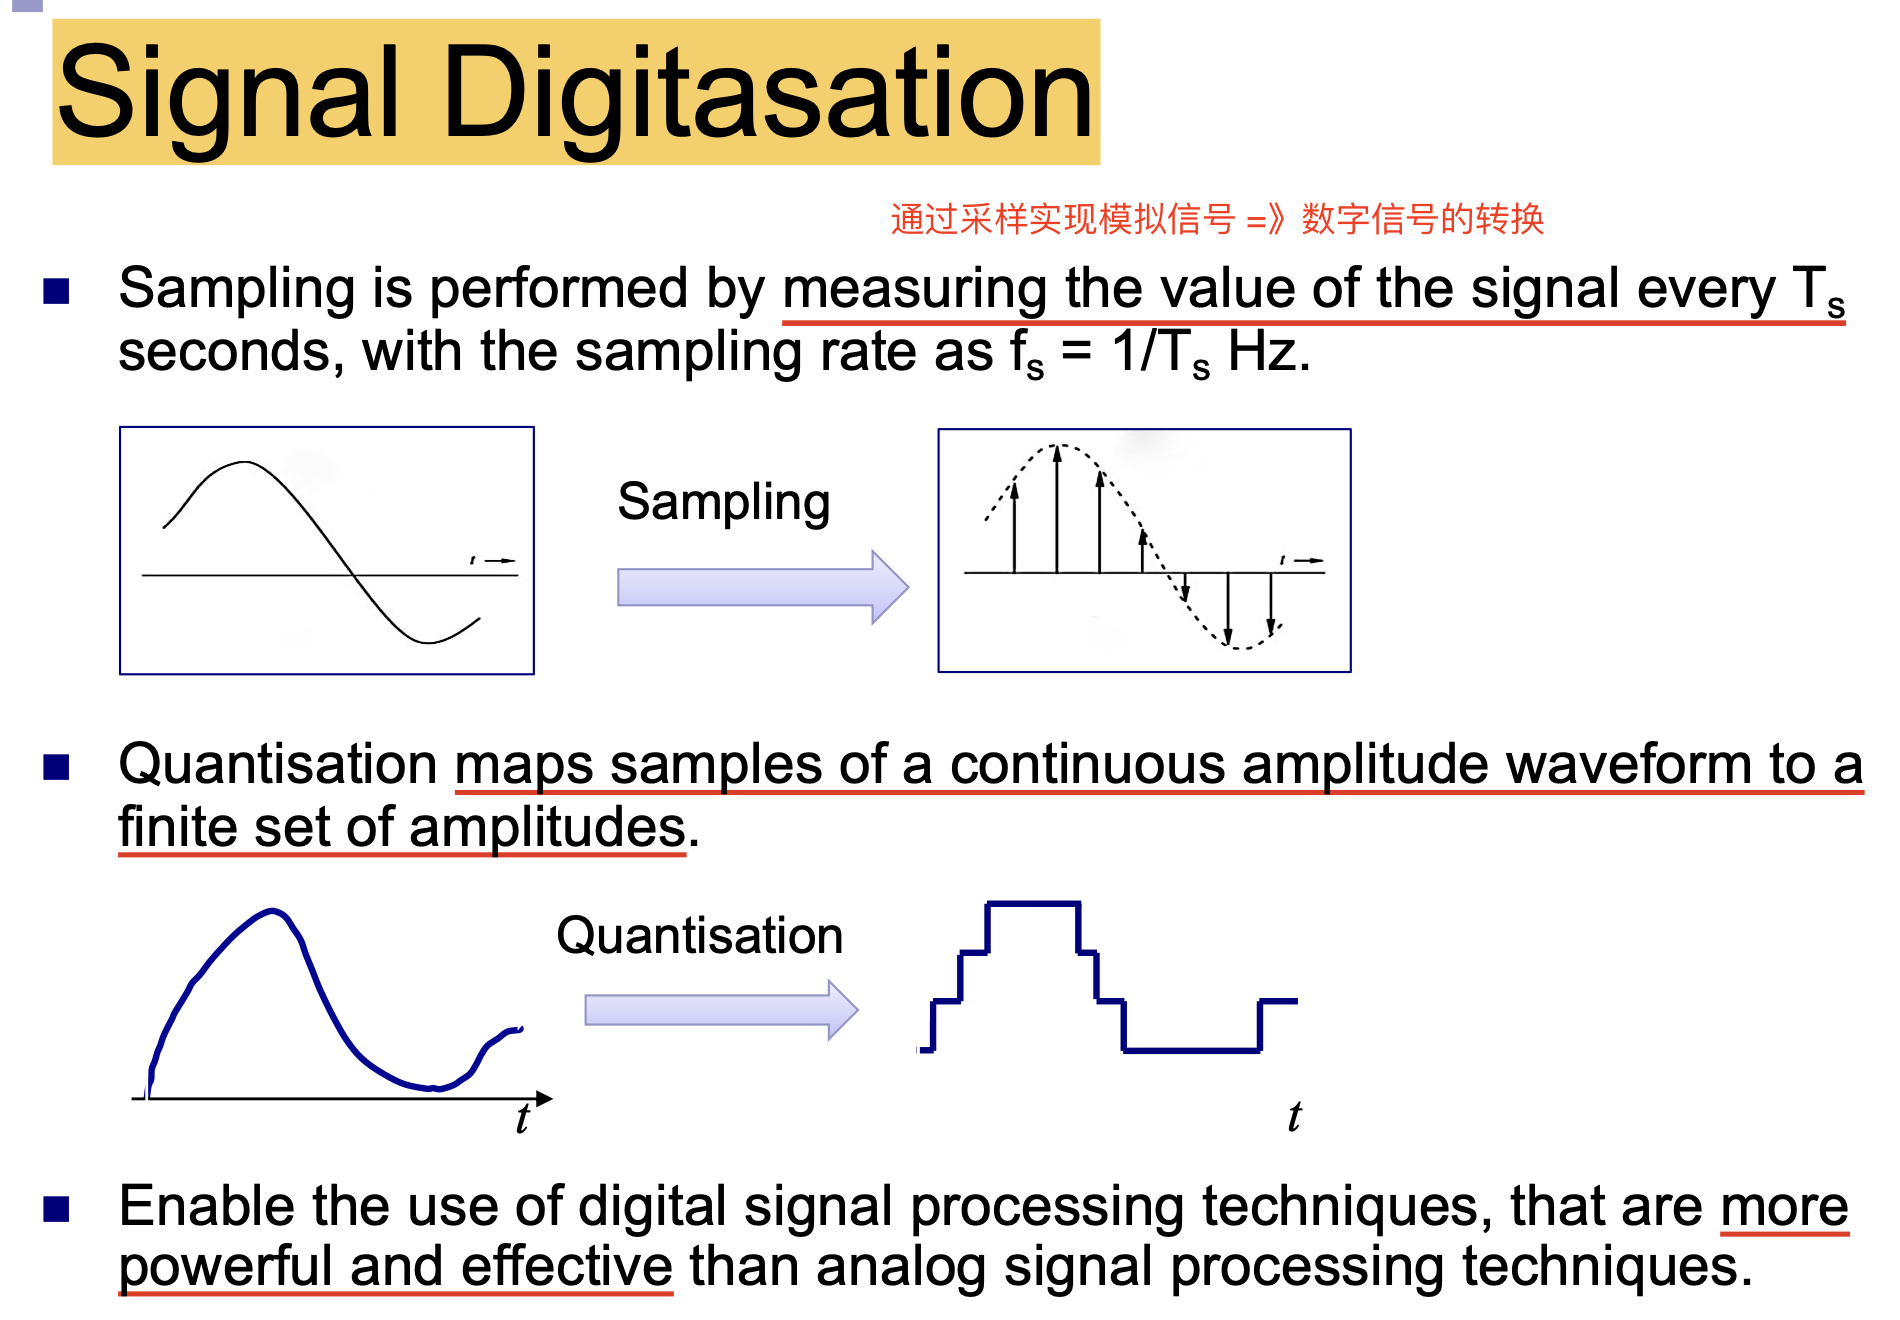 Signal Digitasation
通过采样实现模拟信号 =》数字信号的转换
Sampling is performed by measuring the value of the signal every Ts
seconds, with the sampling rate as fs = 1/Ts Hz.
Sampling
t
t
Quantisation maps samples of a continuous amplitude waveform to a
finite set of amplitudes.
Quantisation
t
t
Enable the use of digital signal processing techniques, that are more
powerful and effective than analog signal processing techniques.